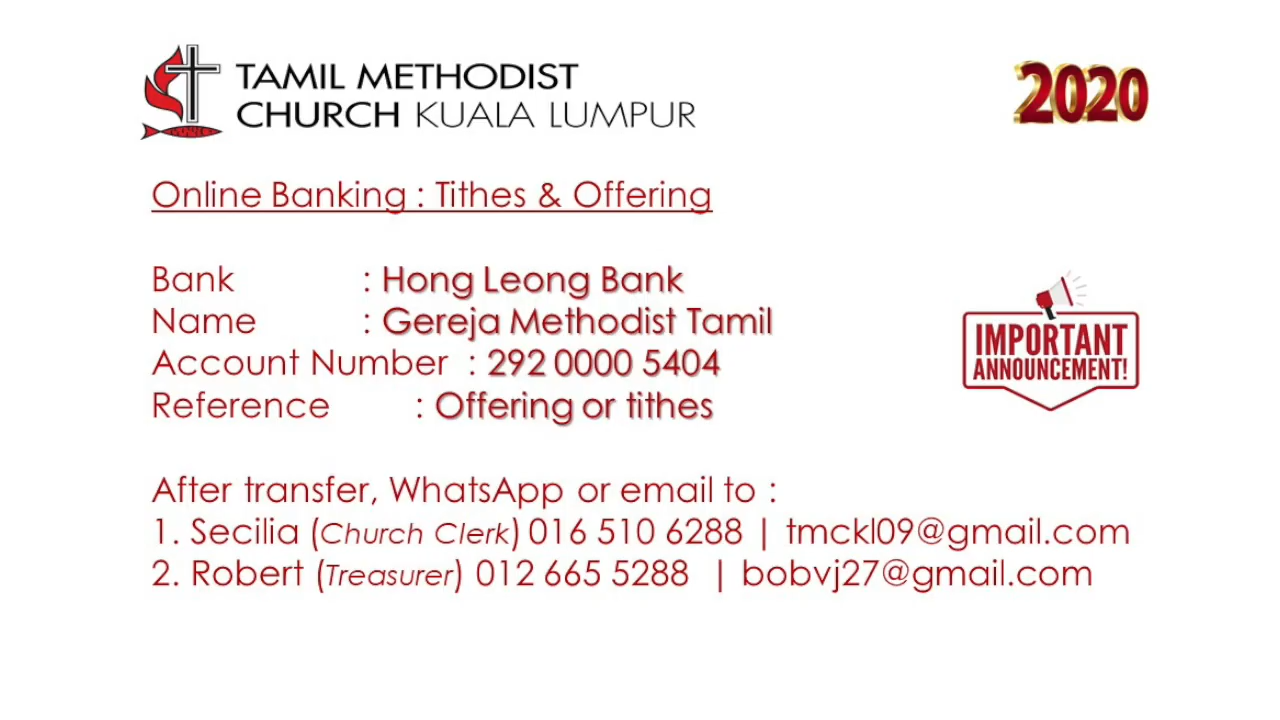 TAMIL METHODIST
CHURCH KUALA LUMPUR
2020
Online Banking : Tithes & Offering
Bank : Hong Leong Bank
Name : Gereja Methodist Tamil
Account Number : 292 0000 5404
Reference : Offering or tithes
IMPORTANT
ANNOUNCEMENT!
After transfer, WhatsApp or email to :
1. Secilia (Church Clerk) 016 510 6288 | tmckl09@gmail.com
2. Robert (Treasurer) 012 665 5288 | bobvj27@gmail.com